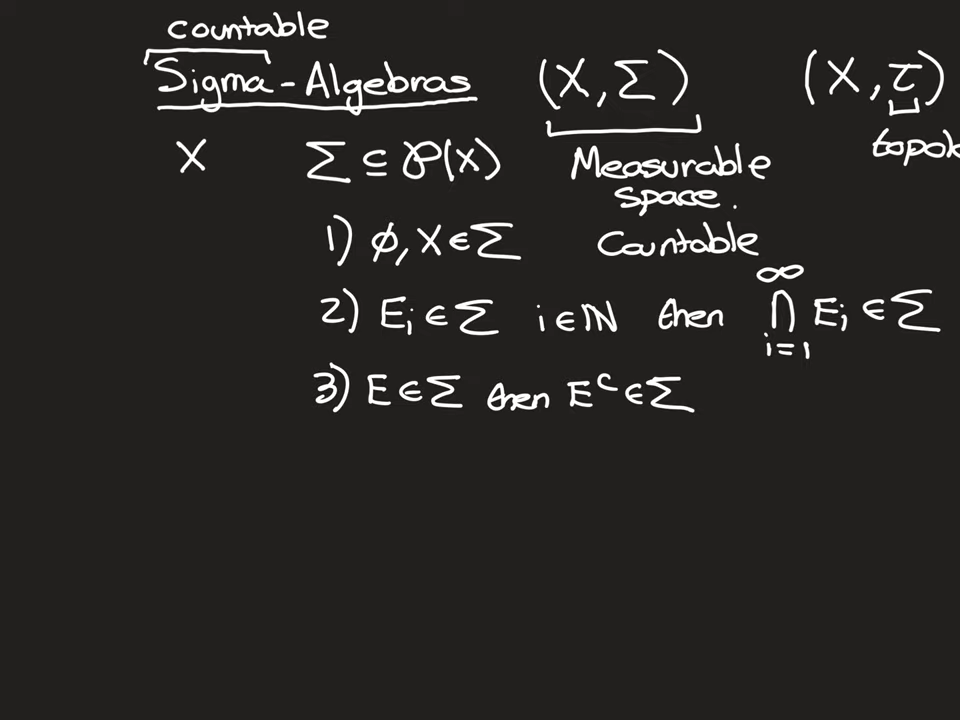 countable
Sigma-Algebras (X, Σ) (X, τ)
X Σ ⊆ ℘(X) Measurable
space.
1) ϕ, X ∈ Σ Countable
2) Eᵢ ∈ Σ i ∈ ℕ then ⋂ᵢ₌₁^∞ Eᵢ ∈ Σ
3) E ∈ Σ then Eᶜ ∈ Σ